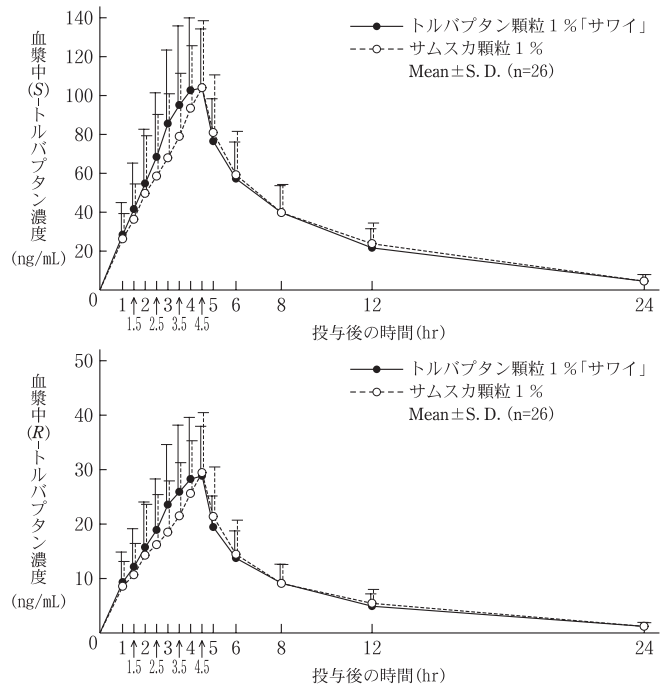 血漿中(S)-トルバプタン濃度
(ng/mL)
140
120
100
80
60
40
20
0
トルバプタン顆粒1%「サワイ」
サムスカ顆粒1%
Mean±S.D. (n=26)
1 ↑ 2 ↑ 3 ↑ 4 ↑ 5 6 8 12 24
1.5 2.5 3.5 4.5
投与後の時間(hr)
血漿中(R)-トルバプタン濃度
(ng/mL)
50
40
30
20
10
0
トルバプタン顆粒1%「サワイ」
サムスカ顆粒1%
Mean±S.D. (n=26)
1 ↑ 2 ↑ 3 ↑ 4 ↑ 5 6 8 12 24
1.5 2.5 3.5 4.5
投与後の時間(hr)